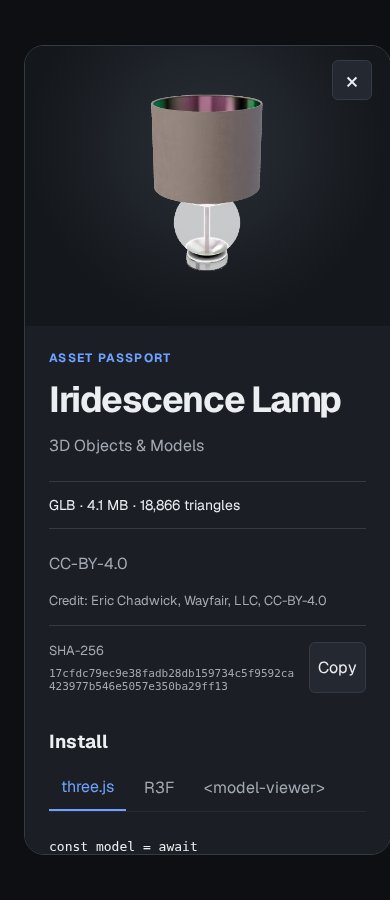 ×
ASSET PASSPORT
Iridescence Lamp
3D Objects & Models
GLB · 4.1 MB · 18,866 triangles
CC-BY-4.0
Credit: Eric Chadwick, Wayfair, LLC, CC-BY-4.0
SHA-256
17cfdc79ec9e38fadb28db159734c5f9592ca
423977b546e5057e350ba29ff13
Copy
Install
three.js R3F <model-viewer>
const model = await